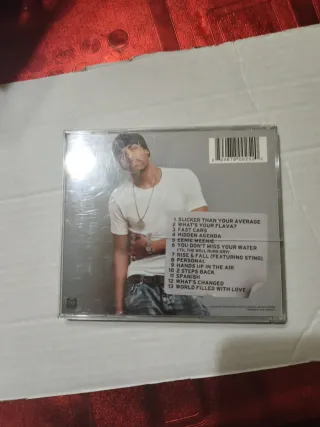 1 SLICKER THAN YOUR AVERAGE
2 WHAT'S YOUR FLAVA?
3 FAST CARS
4 HIDDEN AGENDA
5 EENIE MEENIE
6 YOU DON'T MISS YOUR WATER
('TIL THE WELL RUNS DRY)
7 RISE & FALL (FEATURING STING)
8 PERSONAL
9 HANDS UP IN THE AIR
10 2 STEPS BACK
11 SPANISH
12 WHAT'S CHANGED
13 WORLD FILLED WITH LOVE